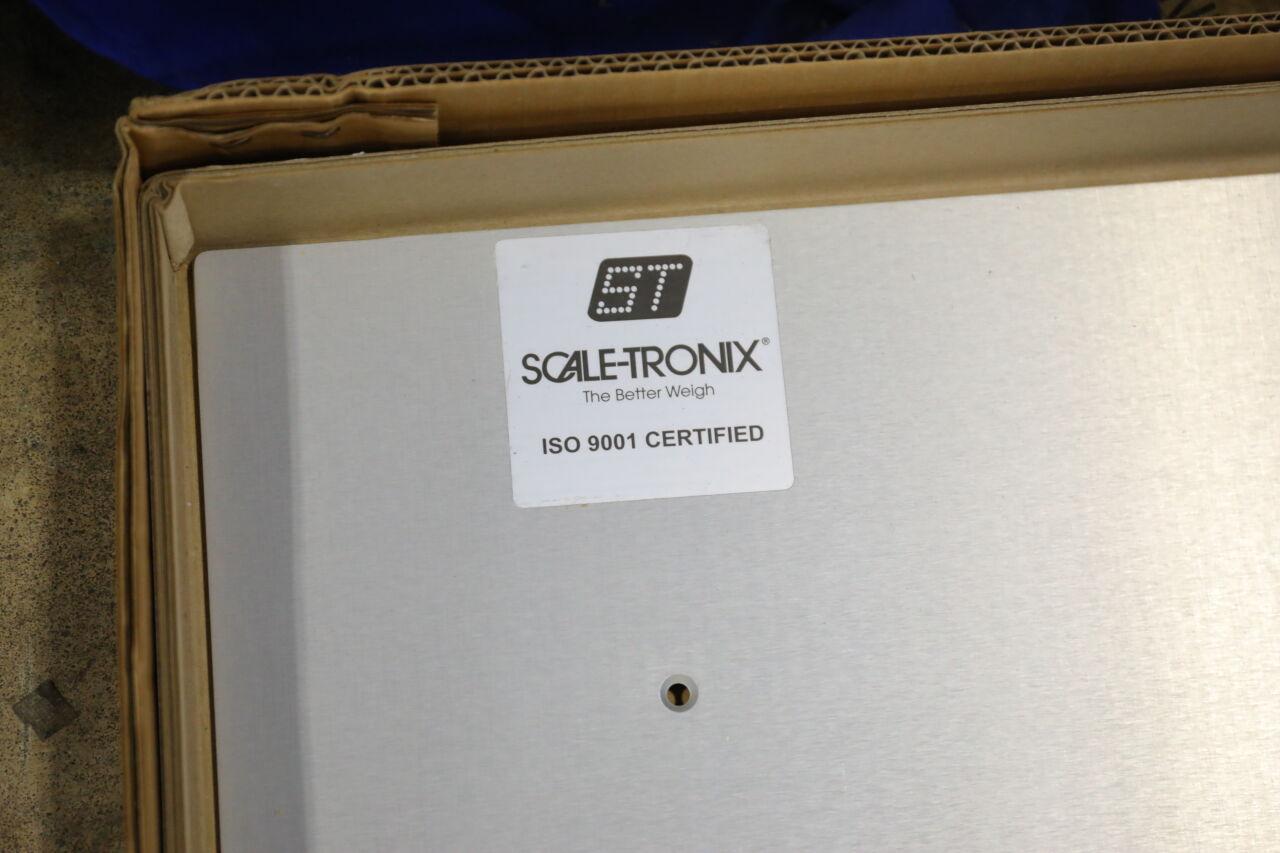 ST
SCALE-TRONIX®
The Better Weigh
ISO 9001 CERTIFIED